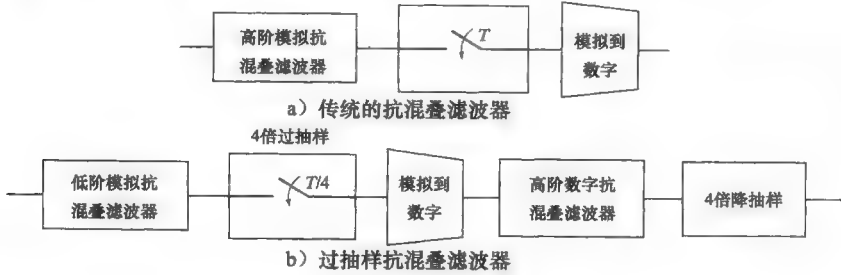 高阶模拟抗
混叠滤波器
T
模拟到
数字
a）传统的抗混叠滤波器
4倍过抽样
低阶模拟抗
混叠滤波器
T/4
模拟到
数字
高阶数字抗
混叠滤波器
4倍降抽样
b）过抽样抗混叠滤波器